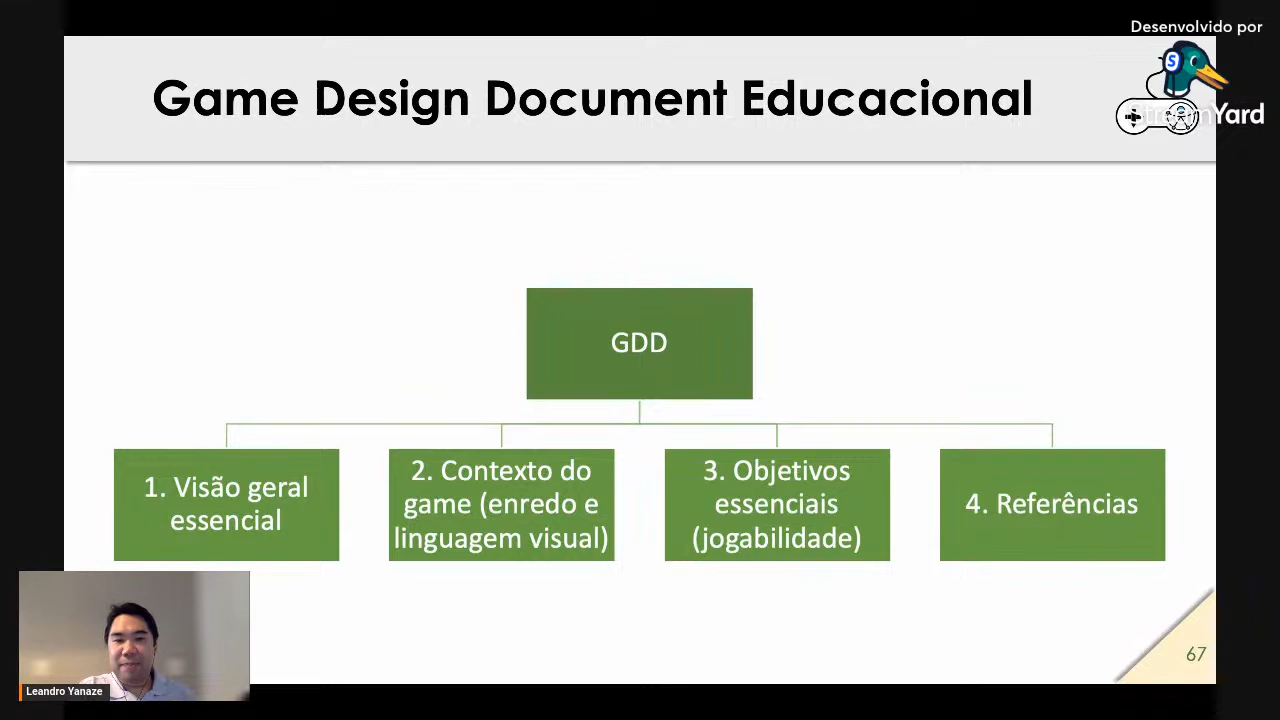 Desenvolvido por
StreamYard
Game Design Document Educacional
GDD
1. Visão geral
essencial
2. Contexto do
game (enredo e
linguagem visual)
3. Objetivos
essenciais
(jogabilidade)
4. Referências
Leandro Yanaze
67